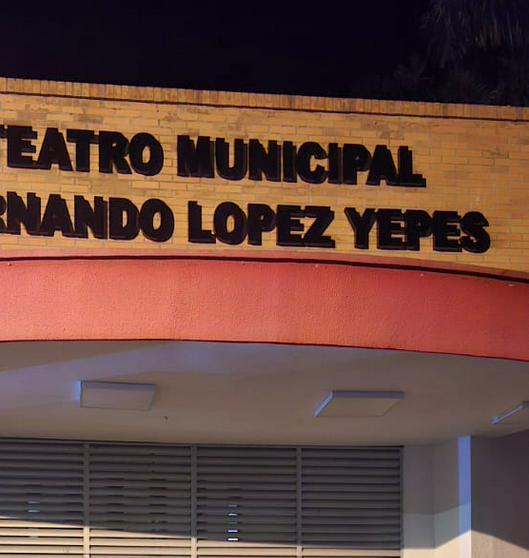 TEATRO MUNICIPAL
RNANDO LOPEZ YEPES